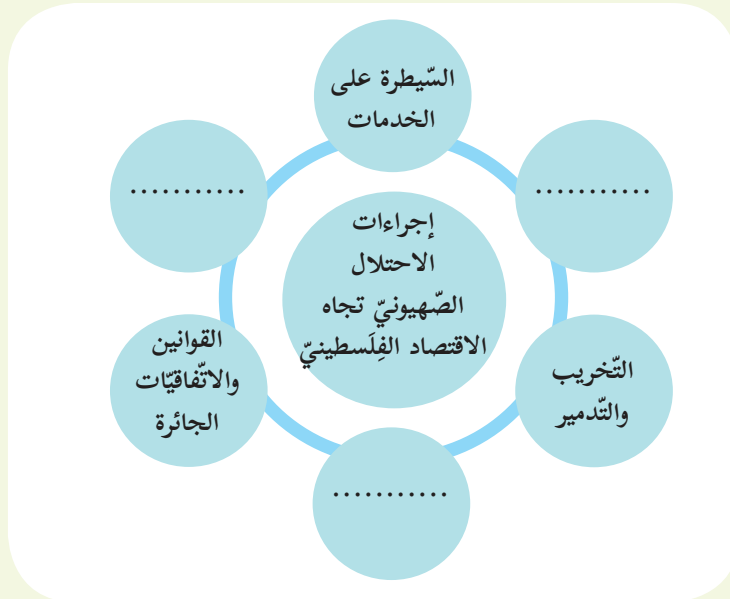 السّيطرة على
الخدمات
...........
...........
إجراءات
الاحتلال
الصّهيونيّ تجاه
الاقتصاد الفِلَسطينيّ
التّخريب
والتّدمير
القوانين
والاتّفاقيّات
الجائرة
...........